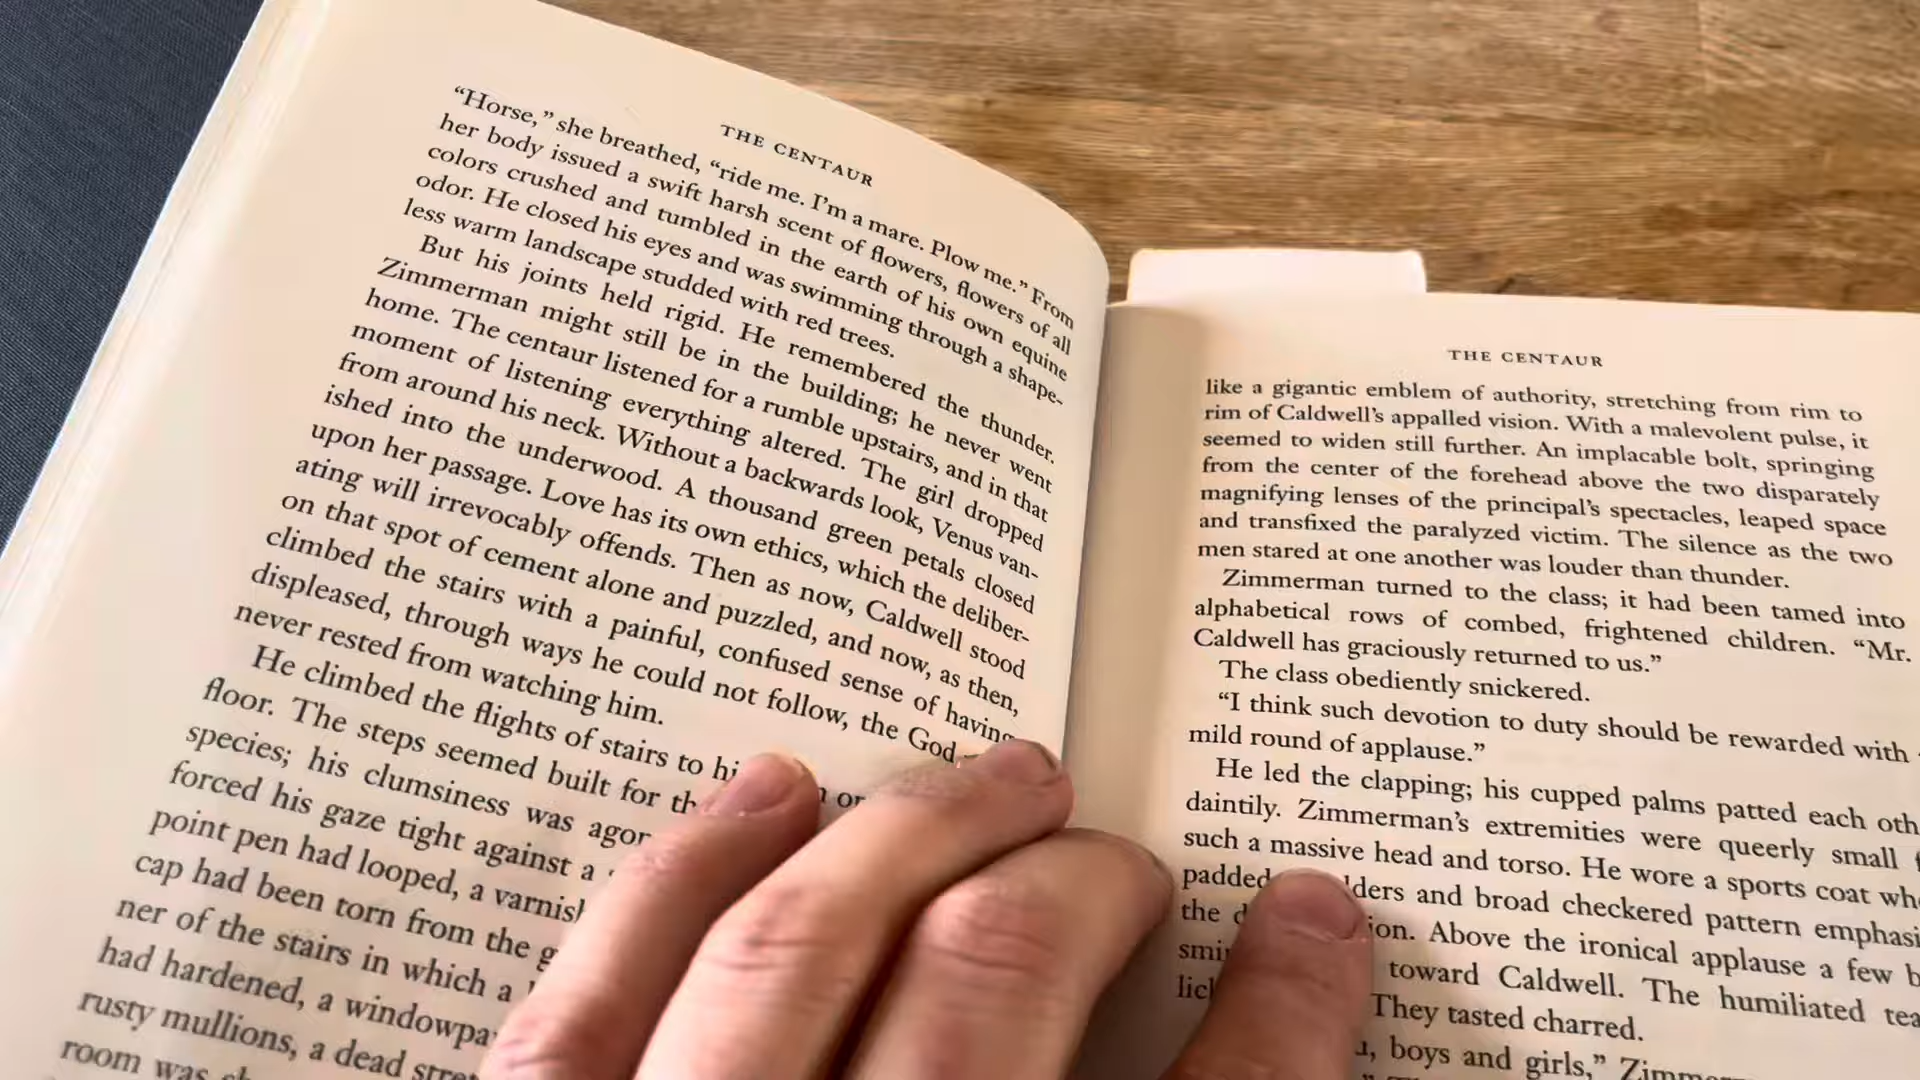 THE CENTAUR
“Horse,” she breathed, “ride me. I’m a mare. Plow me.” From
her body issued a swift harsh scent of flowers, flowers of all
colors crushed and tumbled in the earth of his own equine
odor. He closed his eyes and was swimming through a shape-
less warm landscape studded with red trees.
But his joints held rigid. He remembered the thunder.
Zimmerman might still be in the building; he never went
home. The centaur listened for a rumble upstairs, and in that
moment of listening everything altered. The girl dropped
from around his neck. Without a backwards look, Venus van-
ished into the underwood. A thousand green petals closed
upon her passage. Love has its own ethics, which the deliber-
ating will irrevocably offends. Then as now, Caldwell stood
on that spot of cement alone and puzzled, and now, as then,
climbed the stairs with a painful, confused sense of having
displeased, through ways he could not follow, the God
never rested from watching him.
He climbed the flights of stairs to
floor. The steps seemed built for
species; his clumsiness was
forced his gaze tight against a
point pen had looped, a
cap had been torn from the
ner of the stairs in which a
had hardened, a
rusty mullions, a dead
room was
THE CENTAUR
like a gigantic emblem of authority, stretching from rim to
rim of Caldwell’s appalled vision. With a malevolent pulse, it
seemed to widen still further. An implacable bolt, springing
from the center of the forehead above the two disparately
magnifying lenses of the principal’s spectacles, leaped space
and transfixed the paralyzed victim. The silence as the two
men stared at one another was louder than thunder.
Zimmerman turned to the class; it had been tamed into
alphabetical rows of combed, frightened children. “Mr.
Caldwell has graciously returned to us.”
The class obediently snickered.
“I think such devotion to duty should be rewarded with
mild round of applause.”
He led the clapping; his cupped palms patted each
daintily. Zimmerman’s extremities were queerly small
such a massive head and torso. He wore a sports coat
padded and broad checkered pattern
the Above the ironical applause a few
toward Caldwell. The humiliated
They tasted charred.
boys and girls,”